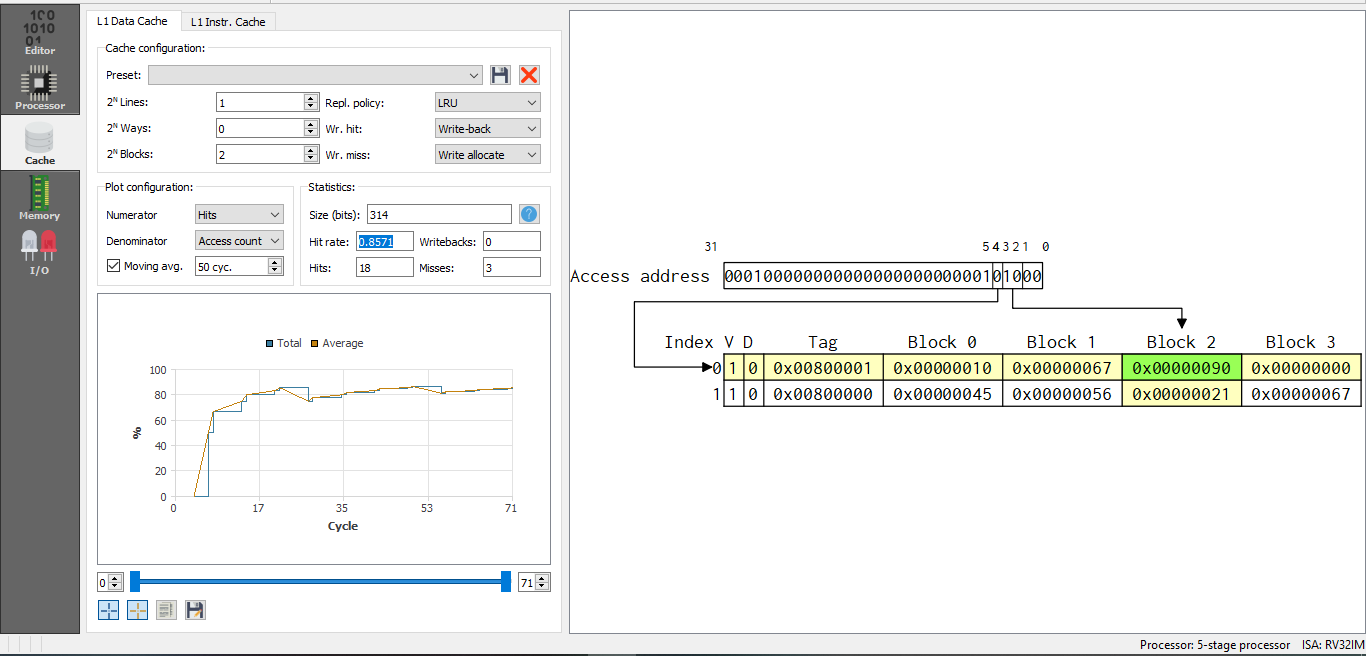 100
1010
01
Editor
Processor
Cache
Memory
I/O
L1 Data Cache L1 Instr. Cache
Cache configuration:
Preset:
2ᴺ Lines: 1 Repl. policy: LRU
2ᴺ Ways: 0 Wr. hit: Write-back
2ᴺ Blocks: 2 Wr. miss: Write allocate
Plot configuration: Statistics:
Numerator Hits Size (bits): 314 ?
Denominator Access count Hit rate: 0.8571 Writebacks: 0
Moving avg. 50 cyc. Hits: 18 Misses: 3
Total Average
100
80
60
40
20
0
%
0 17 35 53 71
Cycle
0 71
31 5 4 3 2 1 0
Access address 00010000000000000000000000101000
Index V D Tag Block 0 Block 1 Block 2 Block 3
0 1 0 0x00800001 0x00000010 0x00000067 0x00000090 0x00000000
1 1 0 0x00800000 0x00000045 0x00000056 0x00000021 0x00000067
Processor: 5-stage processor ISA: RV32IM